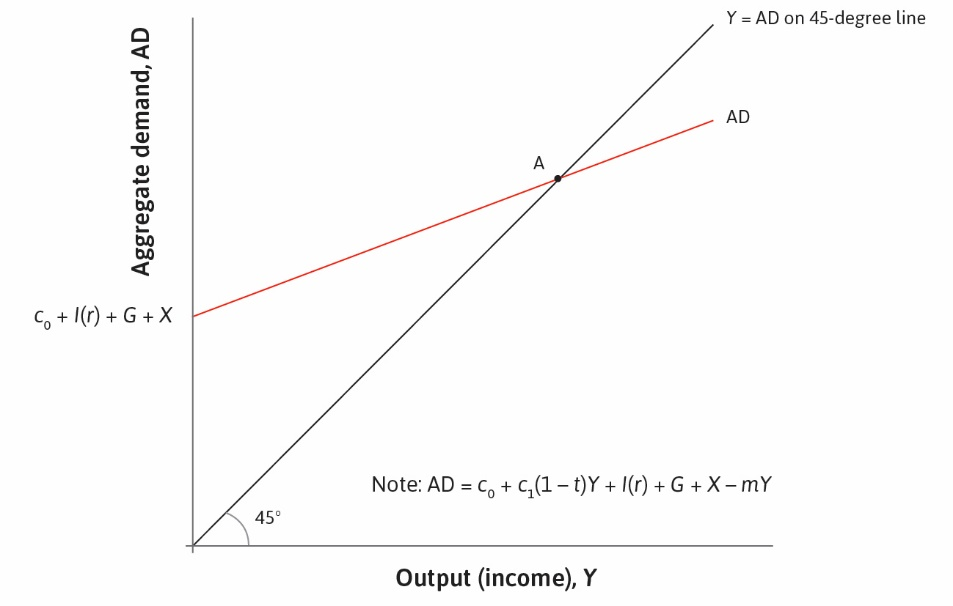 Y = AD on 45-degree line
Aggregate demand, AD
AD
A
c₀ + I(r) + G + X
Note: AD = c₀ + c₁(1 – t)Y + I(r) + G + X – mY
45°
Output (income), Y